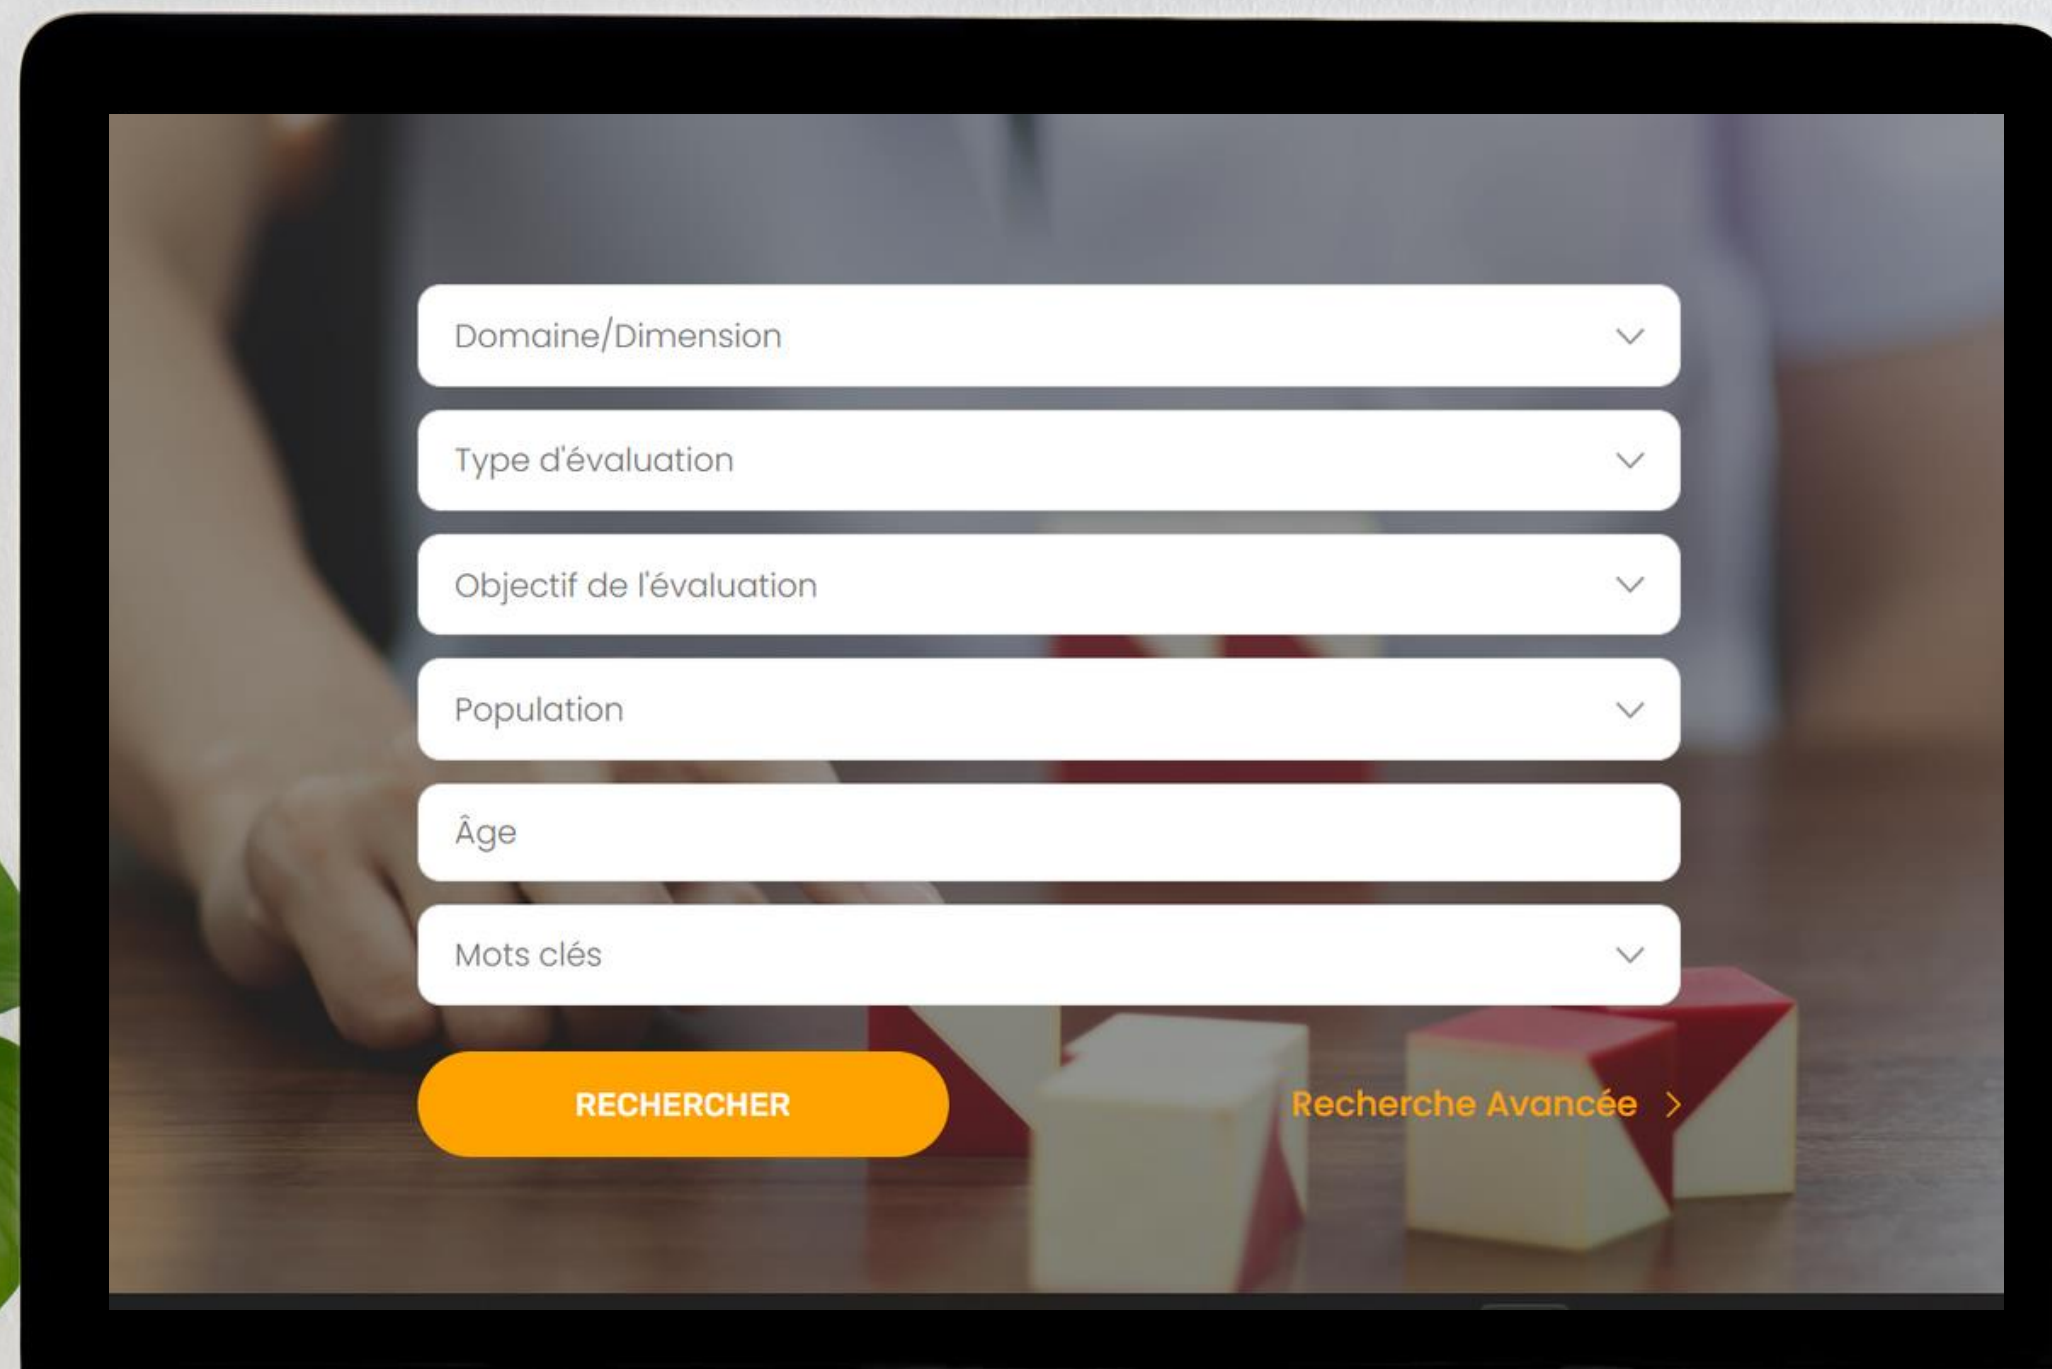 Domaine/Dimension
Type d'évaluation
Objectif de l'évaluation
Population
Âge
Mots clés
RECHERCHER
Recherche Avancée